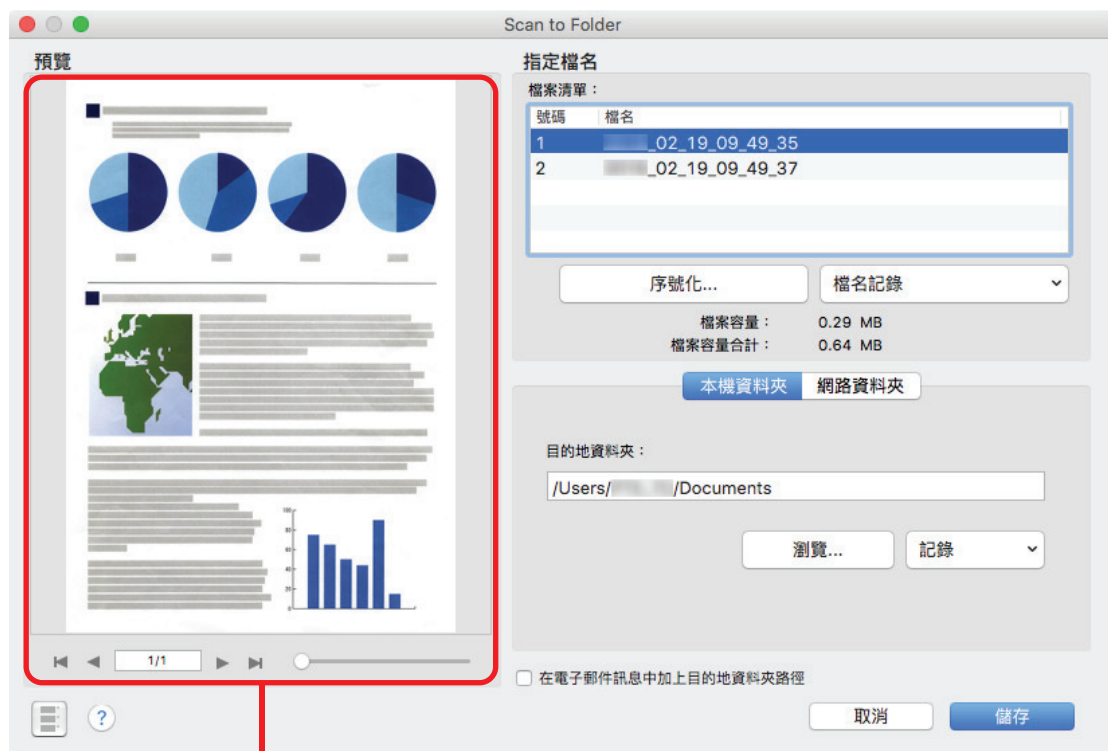 Scan to Folder
預覽
指定檔名
檔案清單：
號碼 檔名
1 _02_19_09_49_35
2 _02_19_09_49_37
序號化... 檔名記錄
檔案容量： 0.29 MB
檔案容量合計： 0.64 MB
本機資料夾 網路資料夾
目的地資料夾：
/Users/ /Documents
瀏覽... 記錄
1/1
在電子郵件訊息中加上目的地資料夾路徑
? 取消 儲存